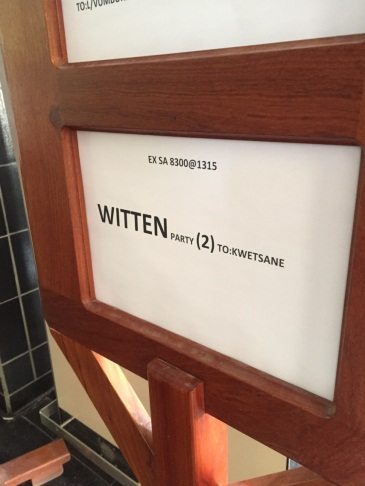 EX SA 8300@1315
WITTEN PARTY (2) TO:KWETSANE